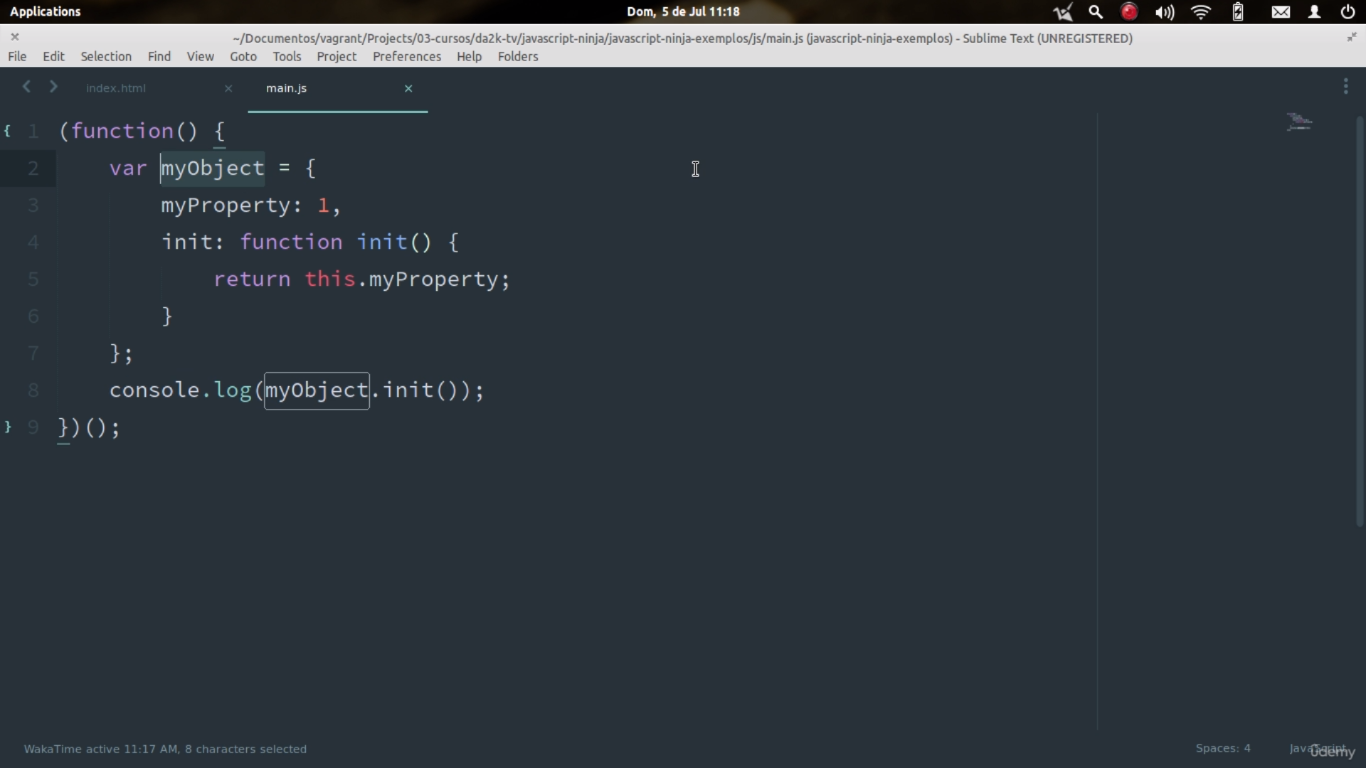 Applications
Dom, 5 de Jul 11:18
~/Documentos/vagrant/Projects/03-cursos/da2k-tv/javascript-ninja/javascript-ninja-exemplos/js/main.js (javascript-ninja-exemplos) - Sublime Text (UNREGISTERED)
File Edit Selection Find View Goto Tools Project Preferences Help Folders
index.html main.js
{ 1 (function() {
2 var myObject = {
3 myProperty: 1,
4 init: function init() {
5 return this.myProperty;
6 }
7 };
8 console.log(myObject.init());
} 9 })();
WakaTime active 11:17 AM, 8 characters selected
Spaces: 4 JavaScript
ûdemy